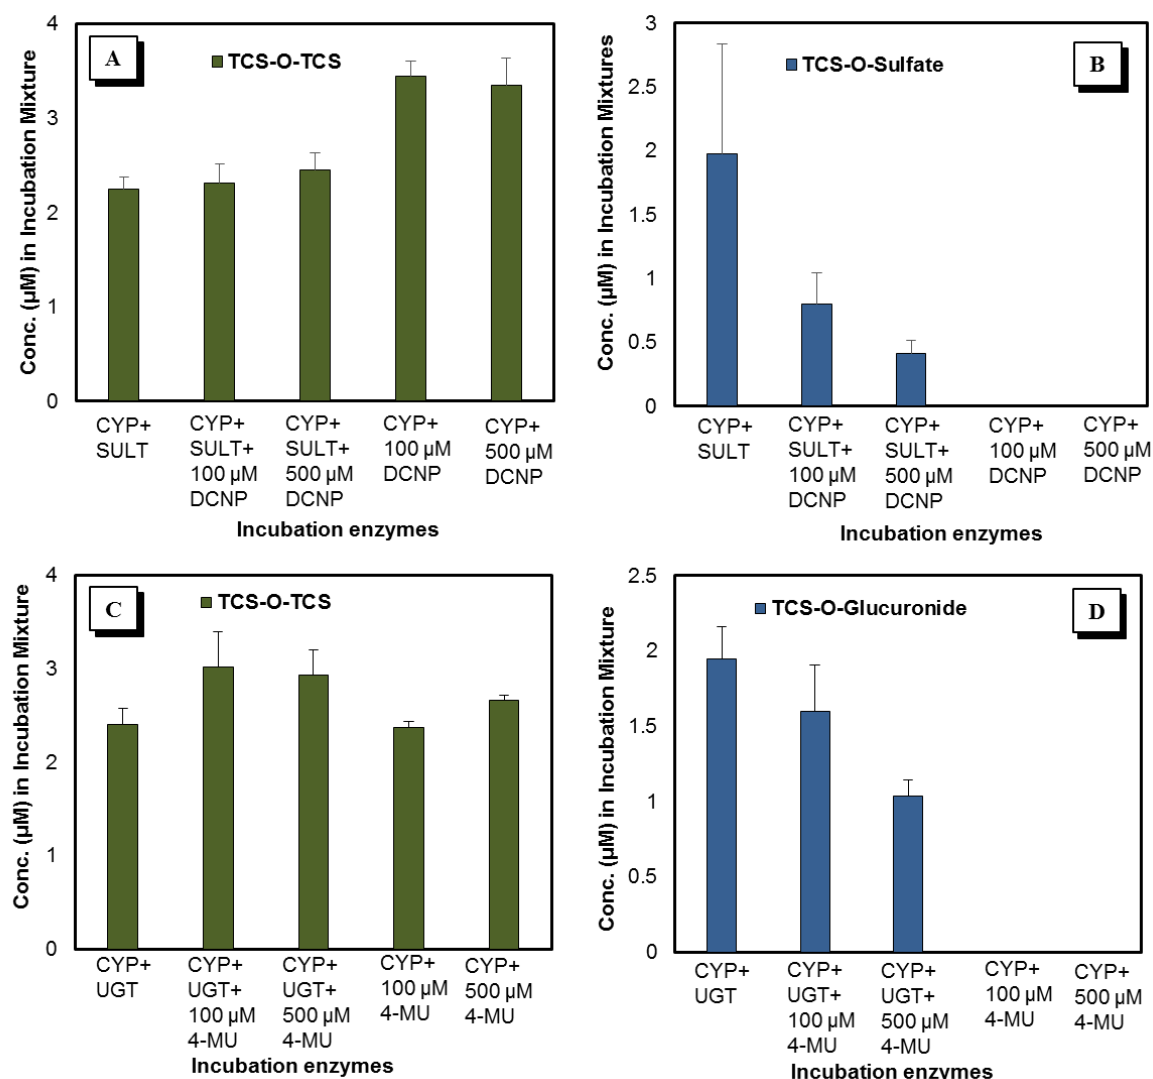 A
TCS-O-TCS
Conc. (µM) in Incubation Mixture
4
3
2
1
0
CYP+ SULT
CYP+ SULT+ 100 µM DCNP
CYP+ SULT+ 500 µM DCNP
CYP+ 100 µM DCNP
CYP+ 500 µM DCNP
Incubation enzymes
B
TCS-O-Sulfate
Conc. (µM) in Incubation Mixtures
3
2.5
2
1.5
1
0.5
0
CYP+ SULT
CYP+ SULT+ 100 µM DCNP
CYP+ SULT+ 500 µM DCNP
CYP+ 100 µM DCNP
CYP+ 500 µM DCNP
Incubation enzymes
C
TCS-O-TCS
Conc. (µM) in Incubation Mixture
4
3
2
1
0
CYP+ UGT
CYP+ UGT+ 100 µM 4-MU
CYP+ UGT+ 500 µM 4-MU
CYP+ 100 µM 4-MU
CYP+ 500 µM 4-MU
Incubation enzymes
D
TCS-O-Glucuronide
Conc. (µM) in Incubation Mixture
2.5
2
1.5
1
0.5
0
CYP+ UGT
CYP+ UGT+ 100 µM 4-MU
CYP+ UGT+ 500 µM 4-MU
CYP+ 100 µM 4-MU
CYP+ 500 µM 4-MU
Incubation enzymes